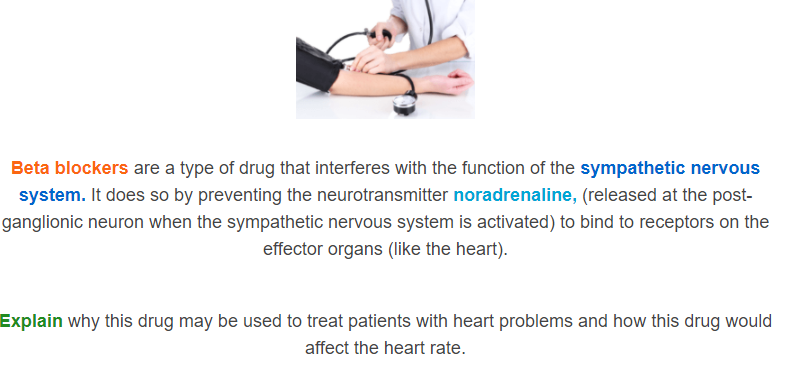 Beta blockers are a type of drug that interferes with the function of the sympathetic nervous
system. It does so by preventing the neurotransmitter noradrenaline, (released at the post-
ganglionic neuron when the sympathetic nervous system is activated) to bind to receptors on the
effector organs (like the heart).
Explain why this drug may be used to treat patients with heart problems and how this drug would
affect the heart rate.